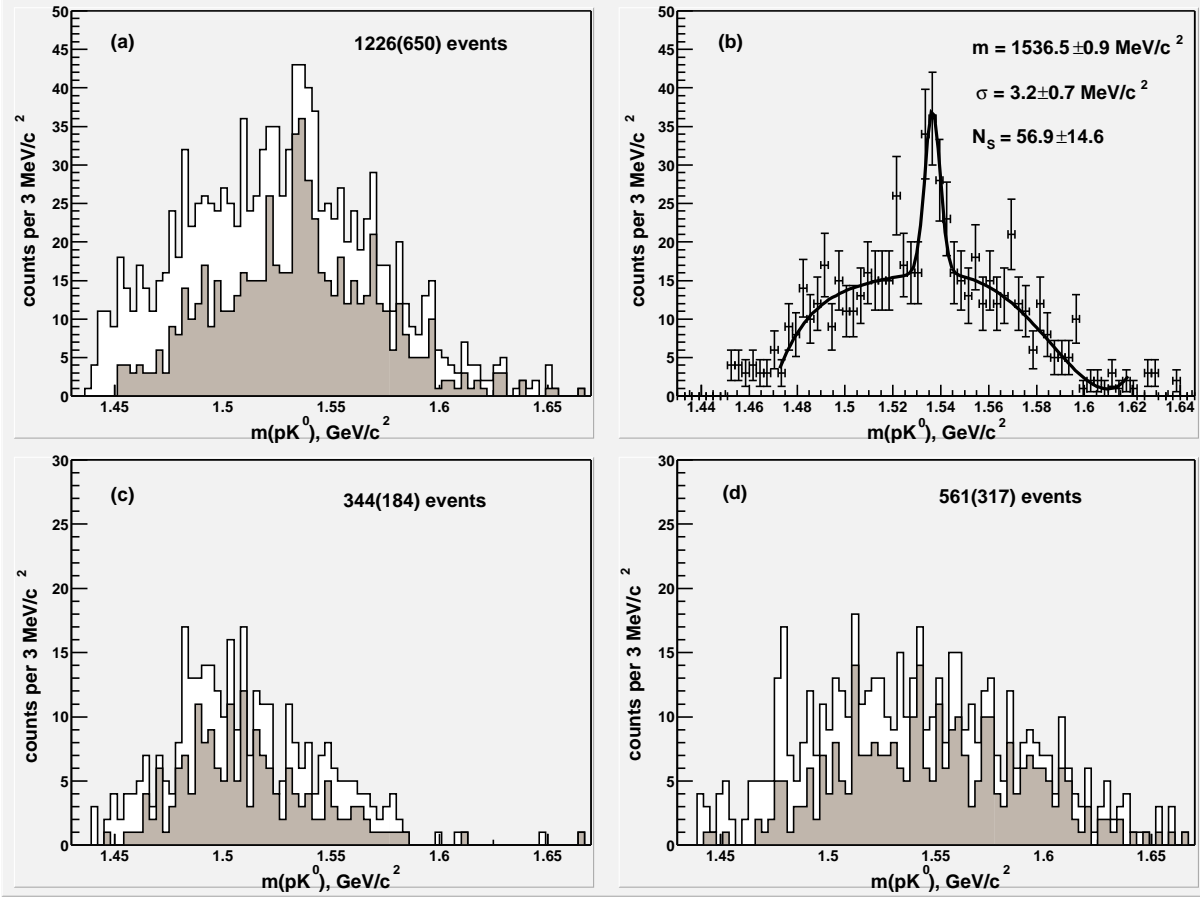 (a)
1226(650) events
counts per 3 MeV/c 2
50
45
40
35
30
25
20
15
10
5
0
1.45 1.5 1.55 1.6 1.65
m(pK0), GeV/c2
(b)
m = 1536.5±0.9 MeV/c 2
σ = 3.2±0.7 MeV/c 2
NS = 56.9±14.6
counts per 3 MeV/c 2
50
45
40
35
30
25
20
15
10
5
0
1.44 1.46 1.48 1.5 1.52 1.54 1.56 1.58 1.6 1.62 1.64
m(pK0), GeV/c2
(c)
344(184) events
counts per 3 MeV/c 2
30
25
20
15
10
5
0
1.45 1.5 1.55 1.6 1.65
m(pK0), GeV/c2
(d)
561(317) events
counts per 3 MeV/c 2
30
25
20
15
10
5
0
1.45 1.5 1.55 1.6 1.65
m(pK0), GeV/c2